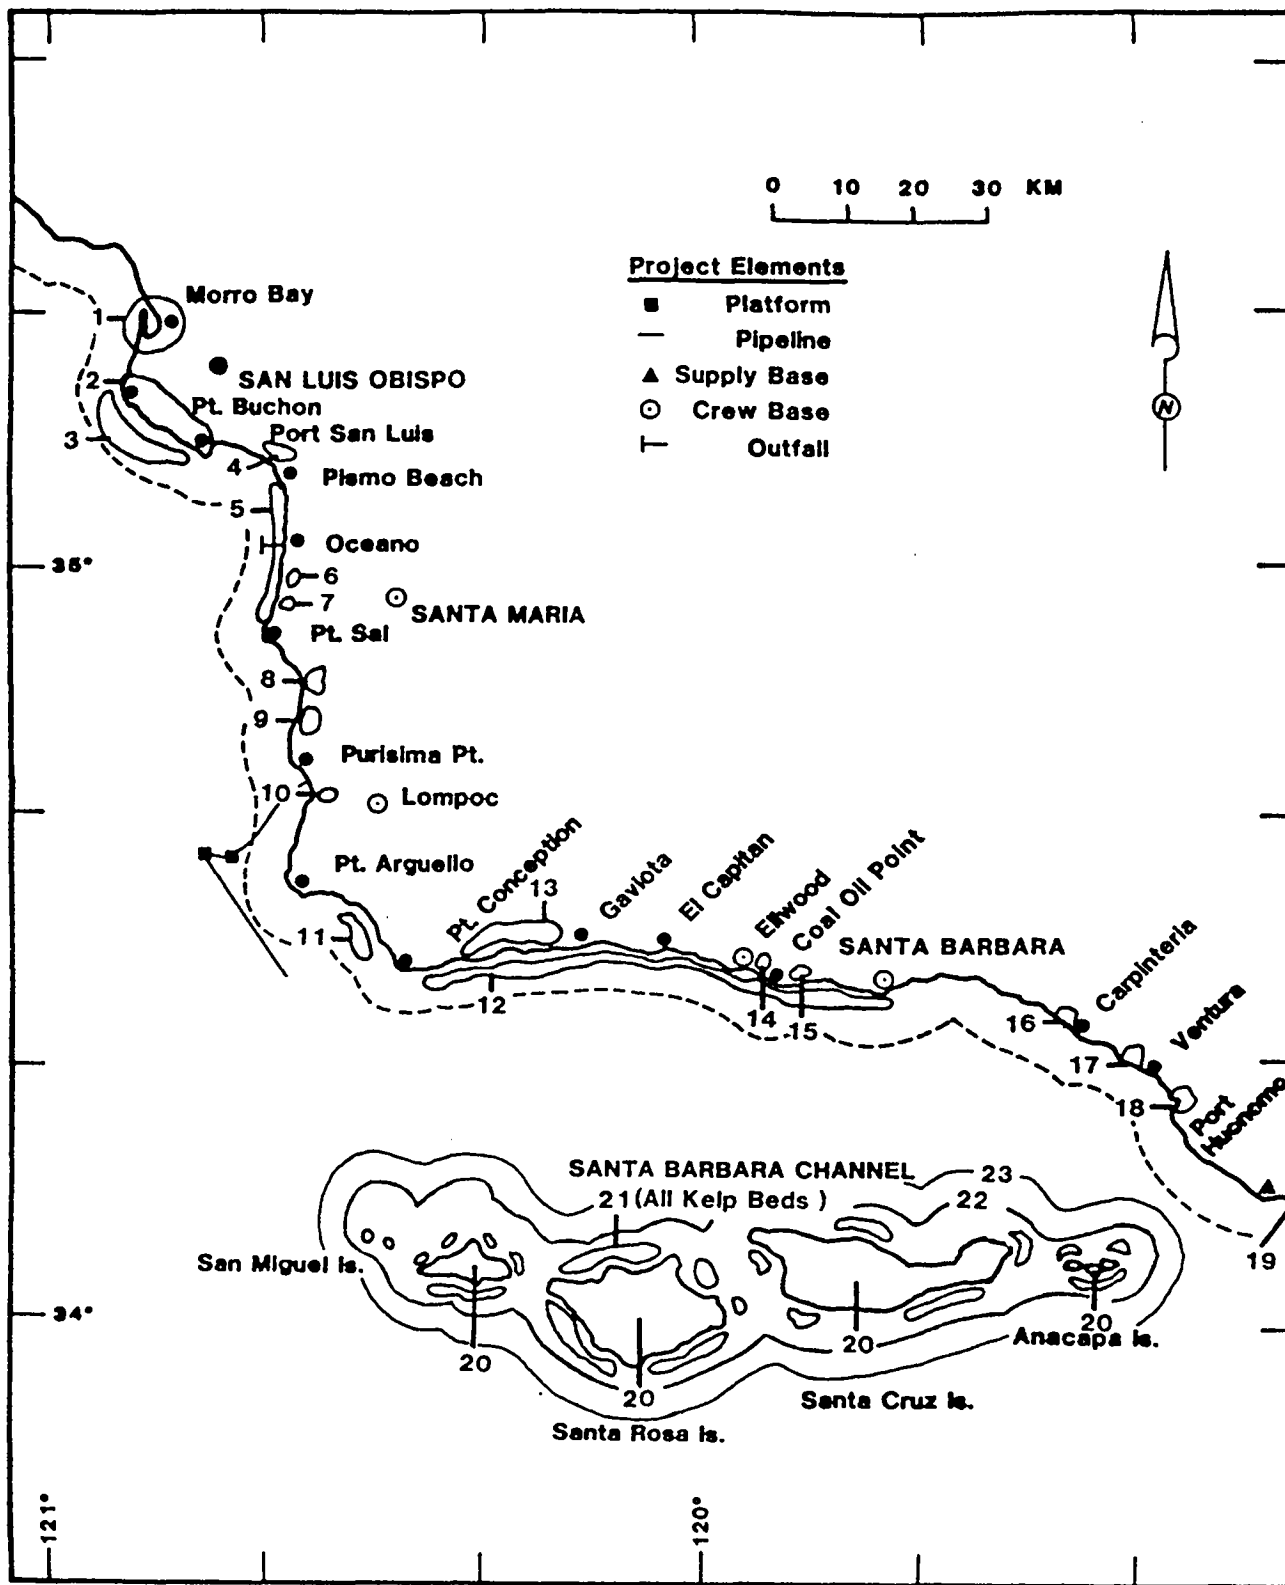 0 10 20 30 KM
Project Elements
Platform
Pipeline
Supply Base
Crew Base
Outfall
N
Morro Bay
1
SAN LUIS OBISPO
2
Pt. Buchon
3
Port San Luis
4
Pismo Beach
5
Oceano
35°
6
7
SANTA MARIA
Pt. Sal
8
9
Purisima Pt.
10
Lompoc
Pt. Arguello
11
Pt. Conception
13
Gaviota
El Capitan
Ellwood
Coal Oil Point
SANTA BARBARA
12
14
15
Carpinteria
16
Ventura
17
18
Port
Huonomo
19
SANTA BARBARA CHANNEL
23
21 (All Kelp Beds )
22
San Miguel Is.
34°
20
20
20
20
Anacapa Is.
Santa Cruz Is.
Santa Rosa Is.
121°
120°